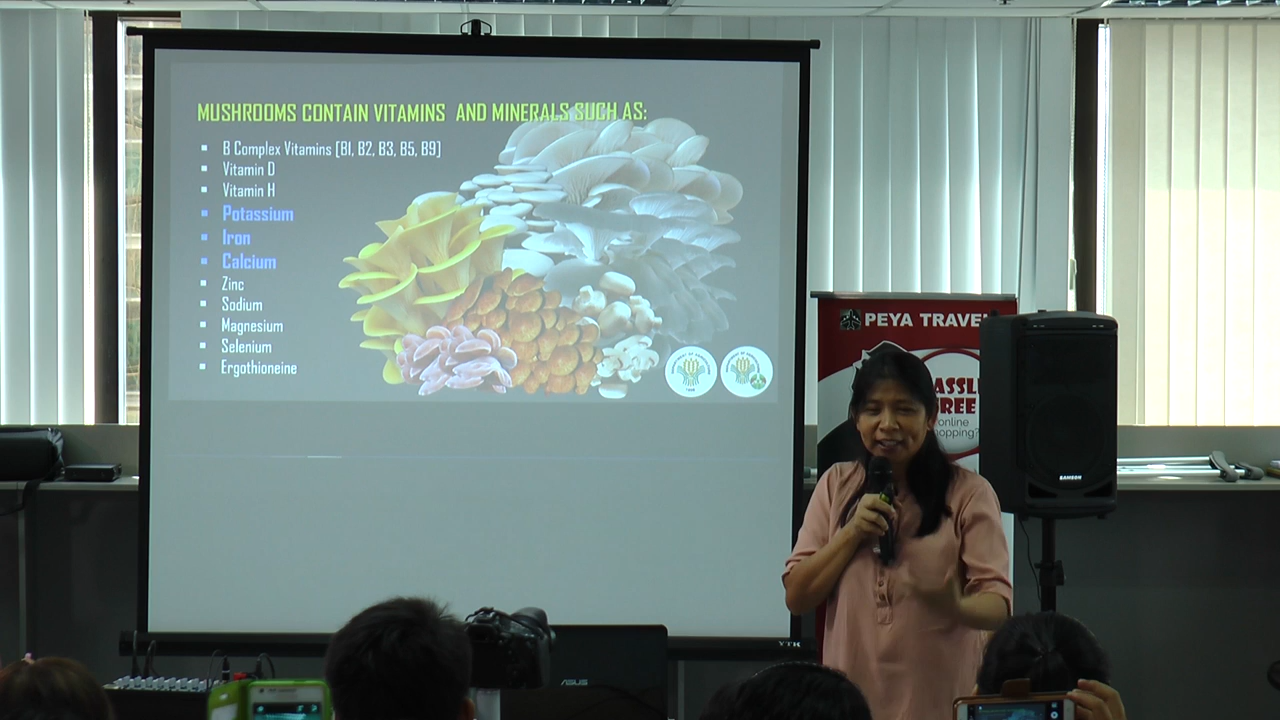 MUSHROOMS CONTAIN VITAMINS AND MINERALS SUCH AS:
B Complex Vitamins [B1, B2, B3, B5, B9]
Vitamin D
Vitamin H
Potassium
Iron
Calcium
Zinc
Sodium
Magnesium
Selenium
Ergothioneine
PEYA TRAVEL
online
SAMSON
YTK
ASUS